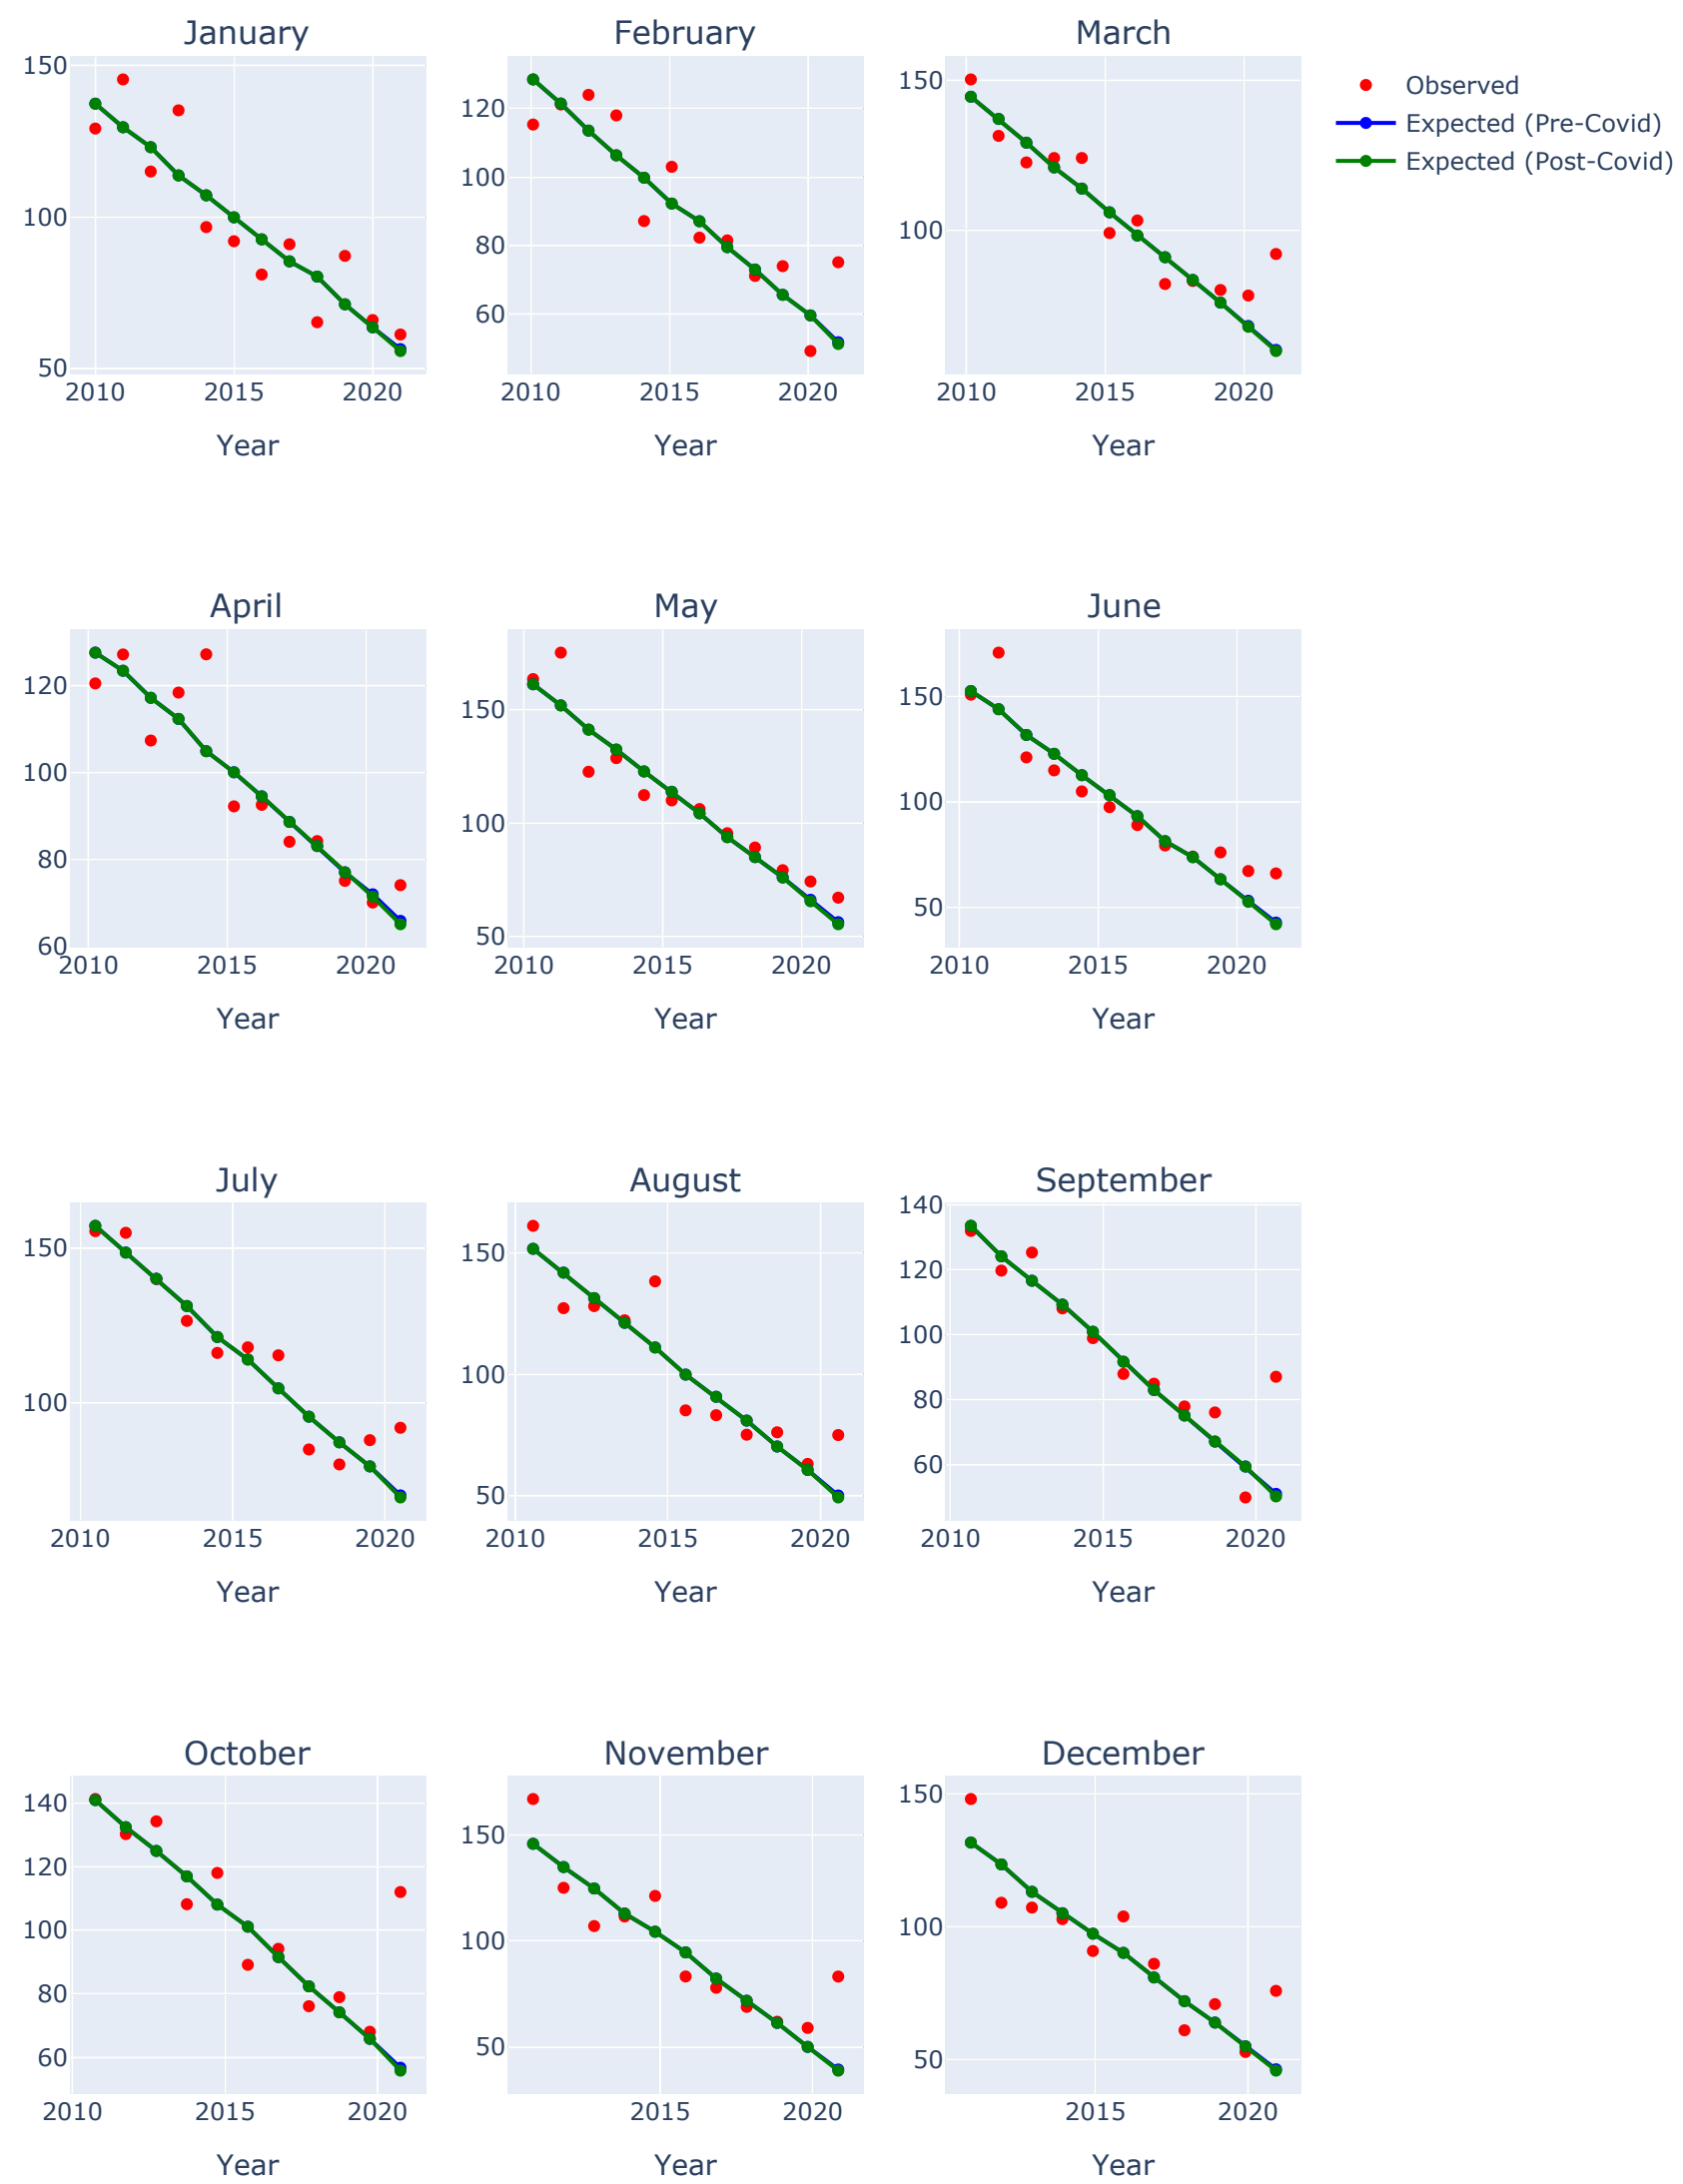 January
February
March
Observed
Expected (Pre-Covid)
Expected (Post-Covid)
150
100
50
2010
2015
2020
Year
120
100
80
60
2010
2015
2020
Year
150
100
2010
2015
2020
Year
April
May
June
120
100
80
60
2010
2015
2020
Year
150
100
50
2010
2015
2020
Year
150
100
50
2010
2015
2020
Year
July
August
September
150
100
2010
2015
2020
Year
150
100
50
2010
2015
2020
Year
140
120
100
80
60
2010
2015
2020
Year
October
November
December
140
120
100
80
60
2010
2015
2020
Year
150
100
50
2015
2020
Year
150
100
50
2015
2020
Year